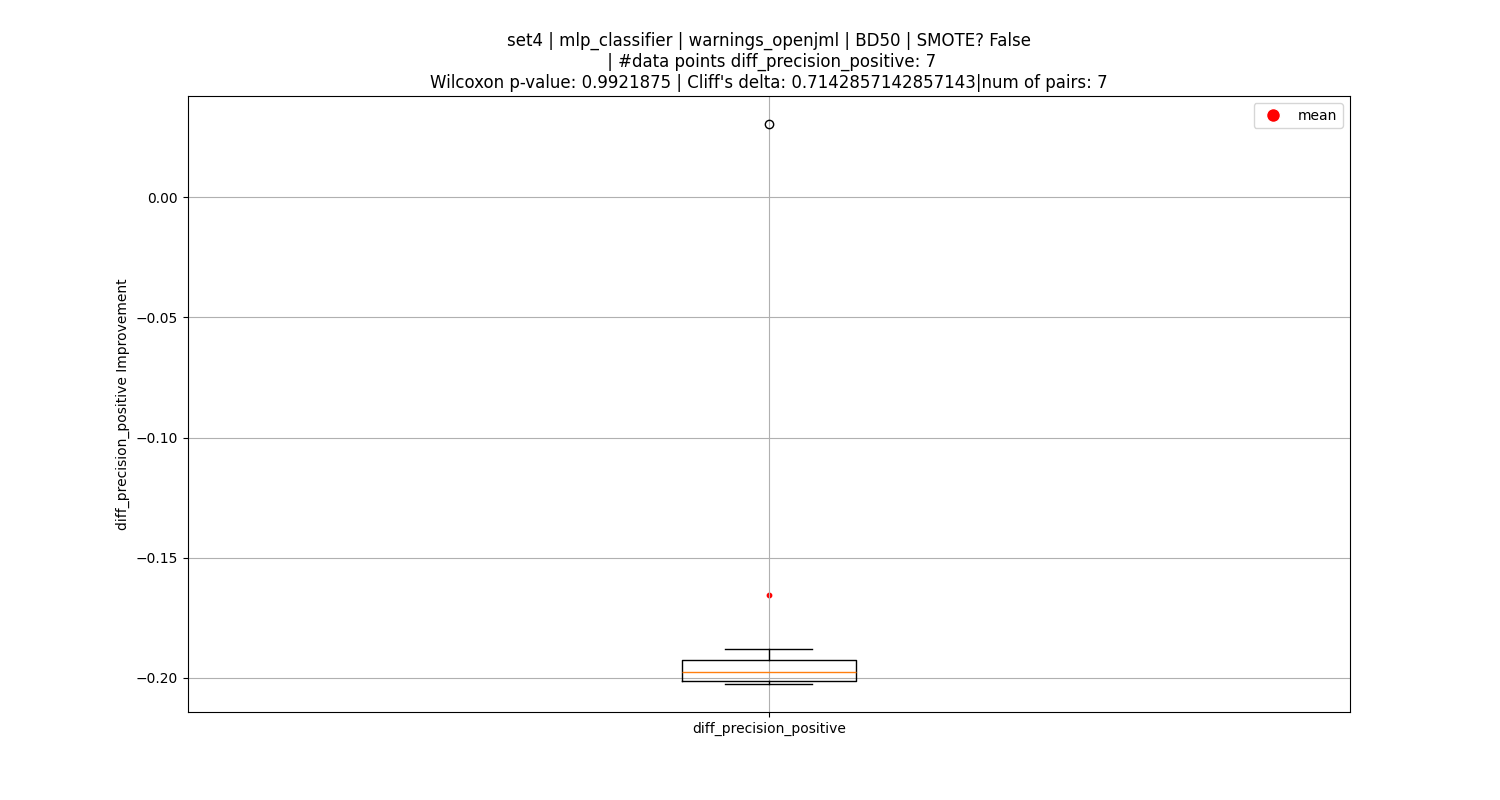 set4 | mlp_classifier | warnings_openjml | BD50 | SMOTE? False
| #data points diff_precision_positive: 7
Wilcoxon p-value: 0.9921875 | Cliff's delta: 0.7142857142857143|num of pairs: 7
mean
0.00
−0.05
−0.10
−0.15
−0.20
diff_precision_positive Improvement
diff_precision_positive